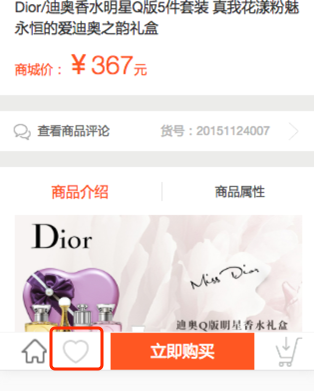 Dior/迪奥香水明星Q版5件套装 真我花漾粉魅
永恒的爱迪奥之韵礼盒
商城价：￥367元
查看商品评论 货号：20151124007
商品介绍 商品属性
Dior
Miss Dior
迪奥Q版明星香水礼盒
立即购买